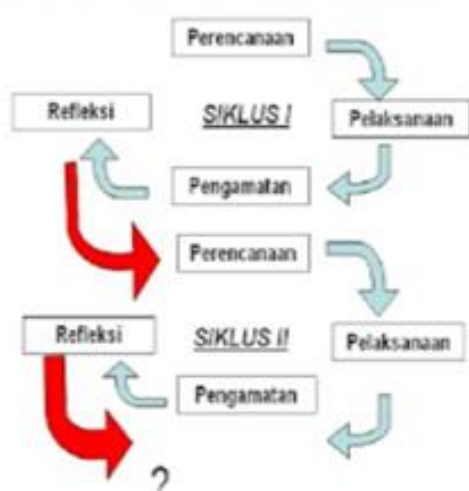 Perencanaan
Refleksi
SIKLUS I
Pelaksanaan
Pengamatan
Perencanaan
Refleksi
SIKLUS II
Pelaksanaan
Pengamatan
?